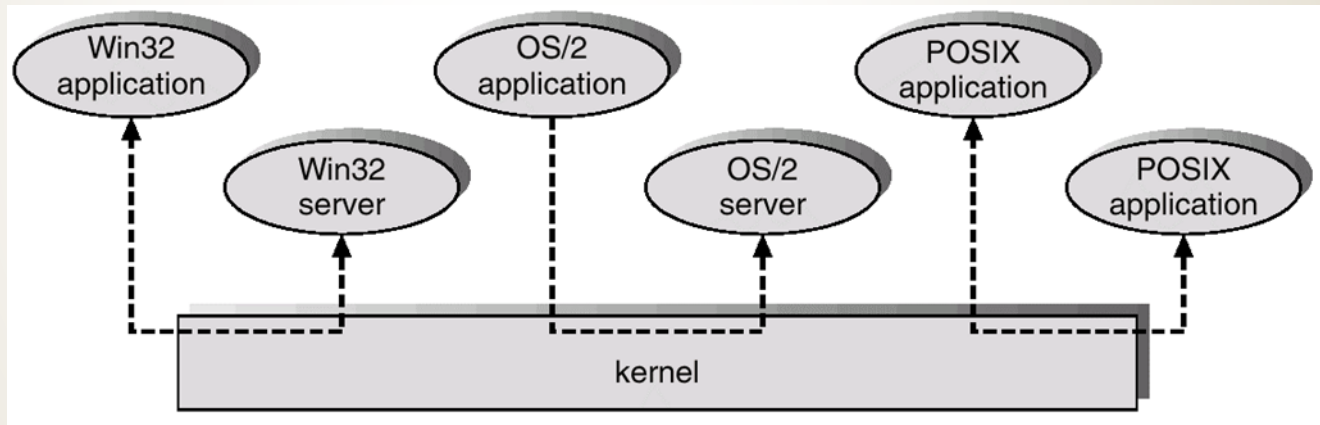 Win32
application
OS/2
application
POSIX
application
Win32
server
OS/2
server
POSIX
application
kernel